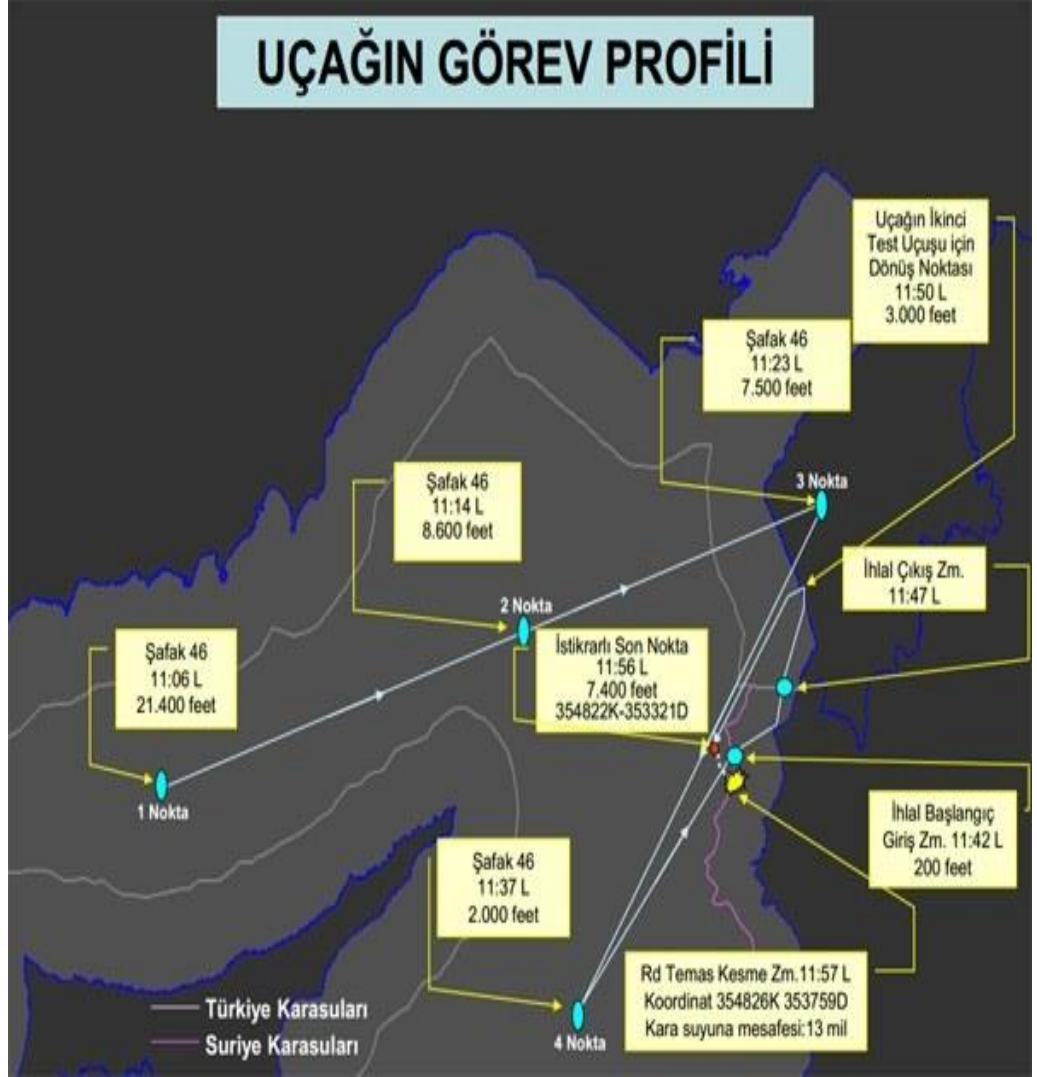 UÇAĞIN GÖREV PROFİLİ
Uçağın İkinci
Test Uçuşu için
Dönüş Noktası
11:50 L
3.000 feet
Şafak 46
11:23 L
7.500 feet
Şafak 46
11:14 L
8.600 feet
3 Nokta
İhlal Çıkış Zm.
11:47 L
2 Nokta
Şafak 46
11:06 L
21.400 feet
İstikrarlı Son Nokta
11:56 L
7.400 feet
354822K-353321D
1 Nokta
İhlal Başlangıç
Giriş Zm. 11:42 L
200 feet
Şafak 46
11:37 L
2.000 feet
Rd Temas Kesme Zm.11:57 L
Koordinat 354826K 353759D
Kara suyuna mesafesi:13 mil
4 Nokta
Türkiye Karasuları
Suriye Karasuları